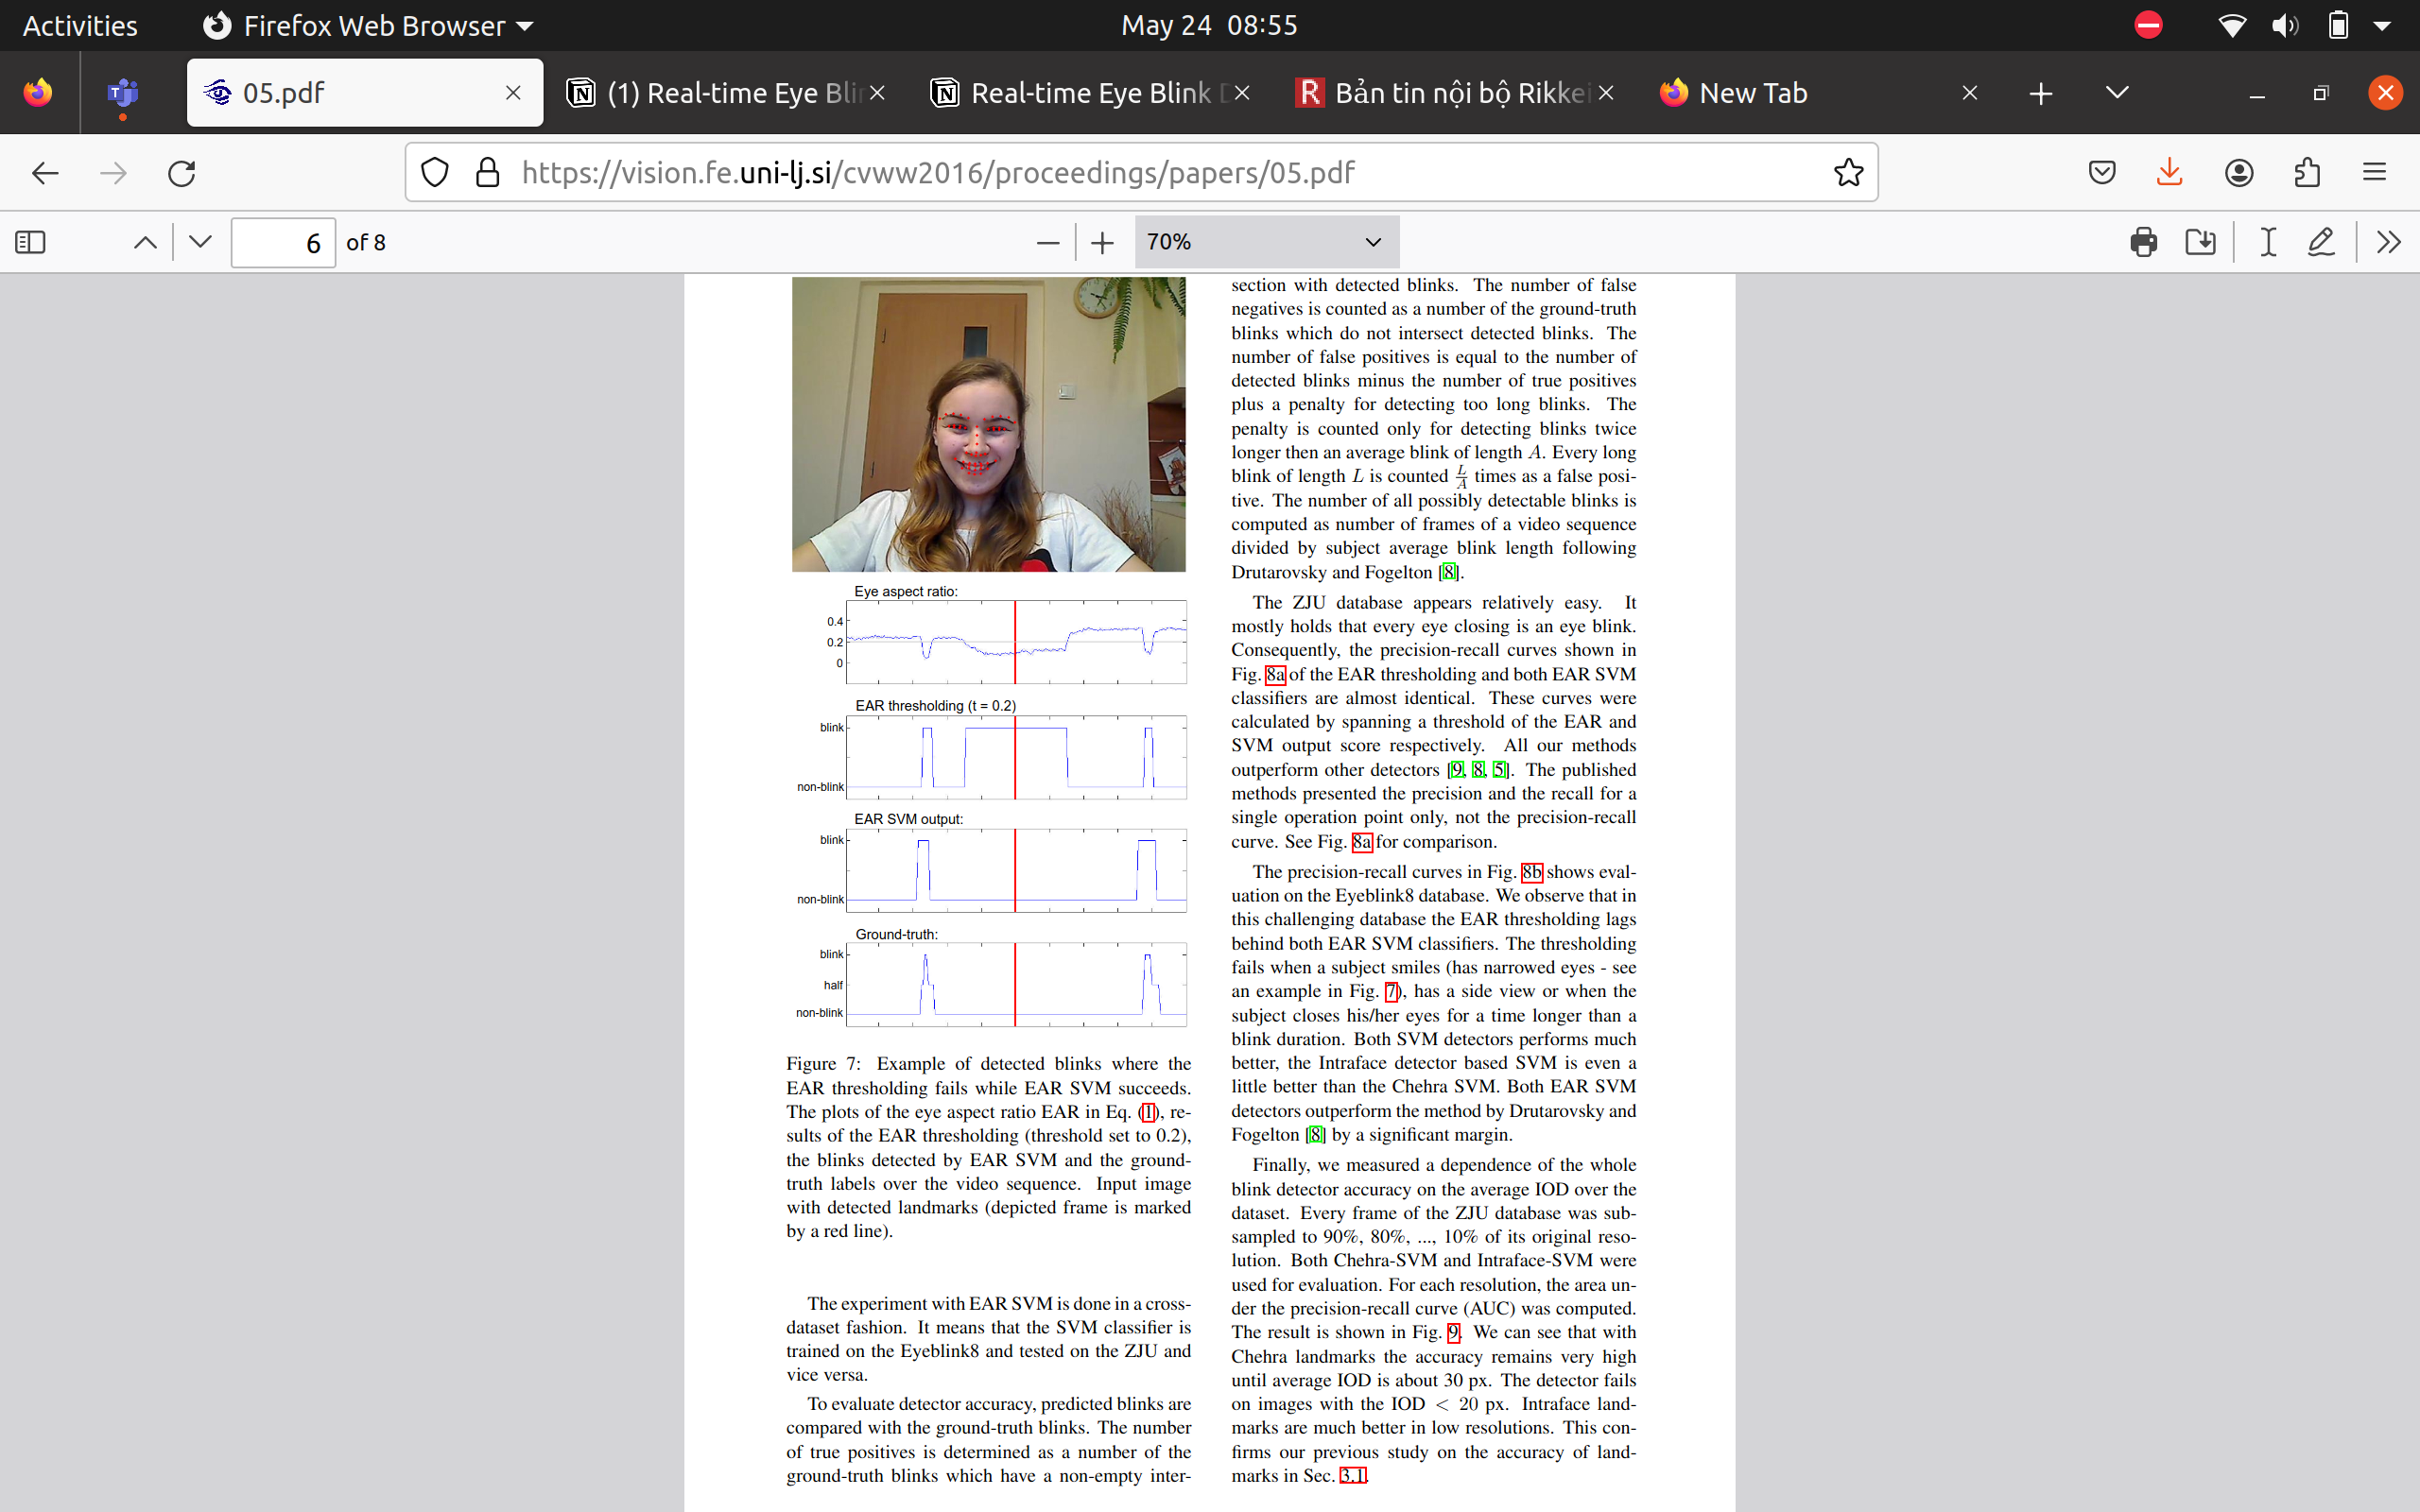 Activities
Firefox Web Browser
May 24 08:55
05.pdf
(1) Real-time Eye Blin
Real-time Eye Blink D
Bản tin nội bộ Rikkei
New Tab
https://vision.fe.uni-lj.si/cvww2016/proceedings/papers/05.pdf
6 of 8
70%
Eye aspect ratio:
0.4
0.2
0
EAR thresholding (t = 0.2)
blink
non-blink
EAR SVM output:
blink
non-blink
Ground-truth:
blink
half
non-blink
Figure 7: Example of detected blinks where the
EAR thresholding fails while EAR SVM succeeds.
The plots of the eye aspect ratio EAR in Eq. (1), re-
sults of the EAR thresholding (threshold set to 0.2),
the blinks detected by EAR SVM and the ground-
truth labels over the video sequence. Input image
with detected landmarks (depicted frame is marked
by a red line).
The experiment with EAR SVM is done in a cross-
dataset fashion. It means that the SVM classifier is
trained on the Eyeblink8 and tested on the ZJU and
vice versa.
To evaluate detector accuracy, predicted blinks are
compared with the ground-truth blinks. The number
of true positives is determined as a number of the
ground-truth blinks which have a non-empty inter-
section with detected blinks. The number of false
negatives is counted as a number of the ground-truth
blinks which do not intersect detected blinks. The
number of false positives is equal to the number of
detected blinks minus the number of true positives
plus a penalty for detecting too long blinks. The
penalty is counted only for detecting blinks twice
longer then an average blink of length A. Every long
blink of length L is counted L/A times as a false posi-
tive. The number of all possibly detectable blinks is
computed as number of frames of a video sequence
divided by subject average blink length following
Drutarovsky and Fogelton [8].
The ZJU database appears relatively easy. It
mostly holds that every eye closing is an eye blink.
Consequently, the precision-recall curves shown in
Fig. 8a of the EAR thresholding and both EAR SVM
classifiers are almost identical. These curves were
calculated by spanning a threshold of the EAR and
SVM output score respectively. All our methods
outperform other detectors [9, 8, 5]. The published
methods presented the precision and the recall for a
single operation point only, not the precision-recall
curve. See Fig. 8a for comparison.
The precision-recall curves in Fig. 8b shows eval-
uation on the Eyeblink8 database. We observe that in
this challenging database the EAR thresholding lags
behind both EAR SVM classifiers. The thresholding
fails when a subject smiles (has narrowed eyes - see
an example in Fig. 7), has a side view or when the
subject closes his/her eyes for a time longer than a
blink duration. Both SVM detectors performs much
better, the Intraface detector based SVM is even a
little better than the Chehra SVM. Both EAR SVM
detectors outperform the method by Drutarovsky and
Fogelton [8] by a significant margin.
Finally, we measured a dependence of the whole
blink detector accuracy on the average IOD over the
dataset. Every frame of the ZJU database was sub-
sampled to 90%, 80%, ..., 10% of its original reso-
lution. Both Chehra-SVM and Intraface-SVM were
used for evaluation. For each resolution, the area un-
der the precision-recall curve (AUC) was computed.
The result is shown in Fig. 9. We can see that with
Chehra landmarks the accuracy remains very high
until average IOD is about 30 px. The detector fails
on images with the IOD < 20 px. Intraface land-
marks are much better in low resolutions. This con-
firms our previous study on the accuracy of land-
marks in Sec. 3.1.